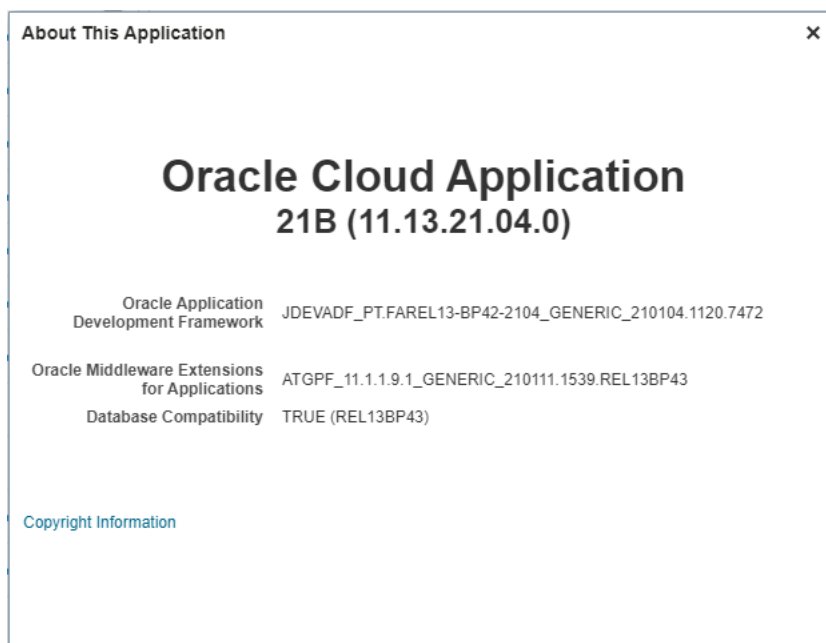 About This Application
Oracle Cloud Application
21B (11.13.21.04.0)
Oracle Application
Development Framework
JDEVADF_PT.FAREL13-BP42-2104_GENERIC_210104.1120.7472
Oracle Middleware Extensions
for Applications
ATGPF_11.1.1.9.1_GENERIC_210111.1539.REL13BP43
Database Compatibility TRUE (REL13BP43)
Copyright Information